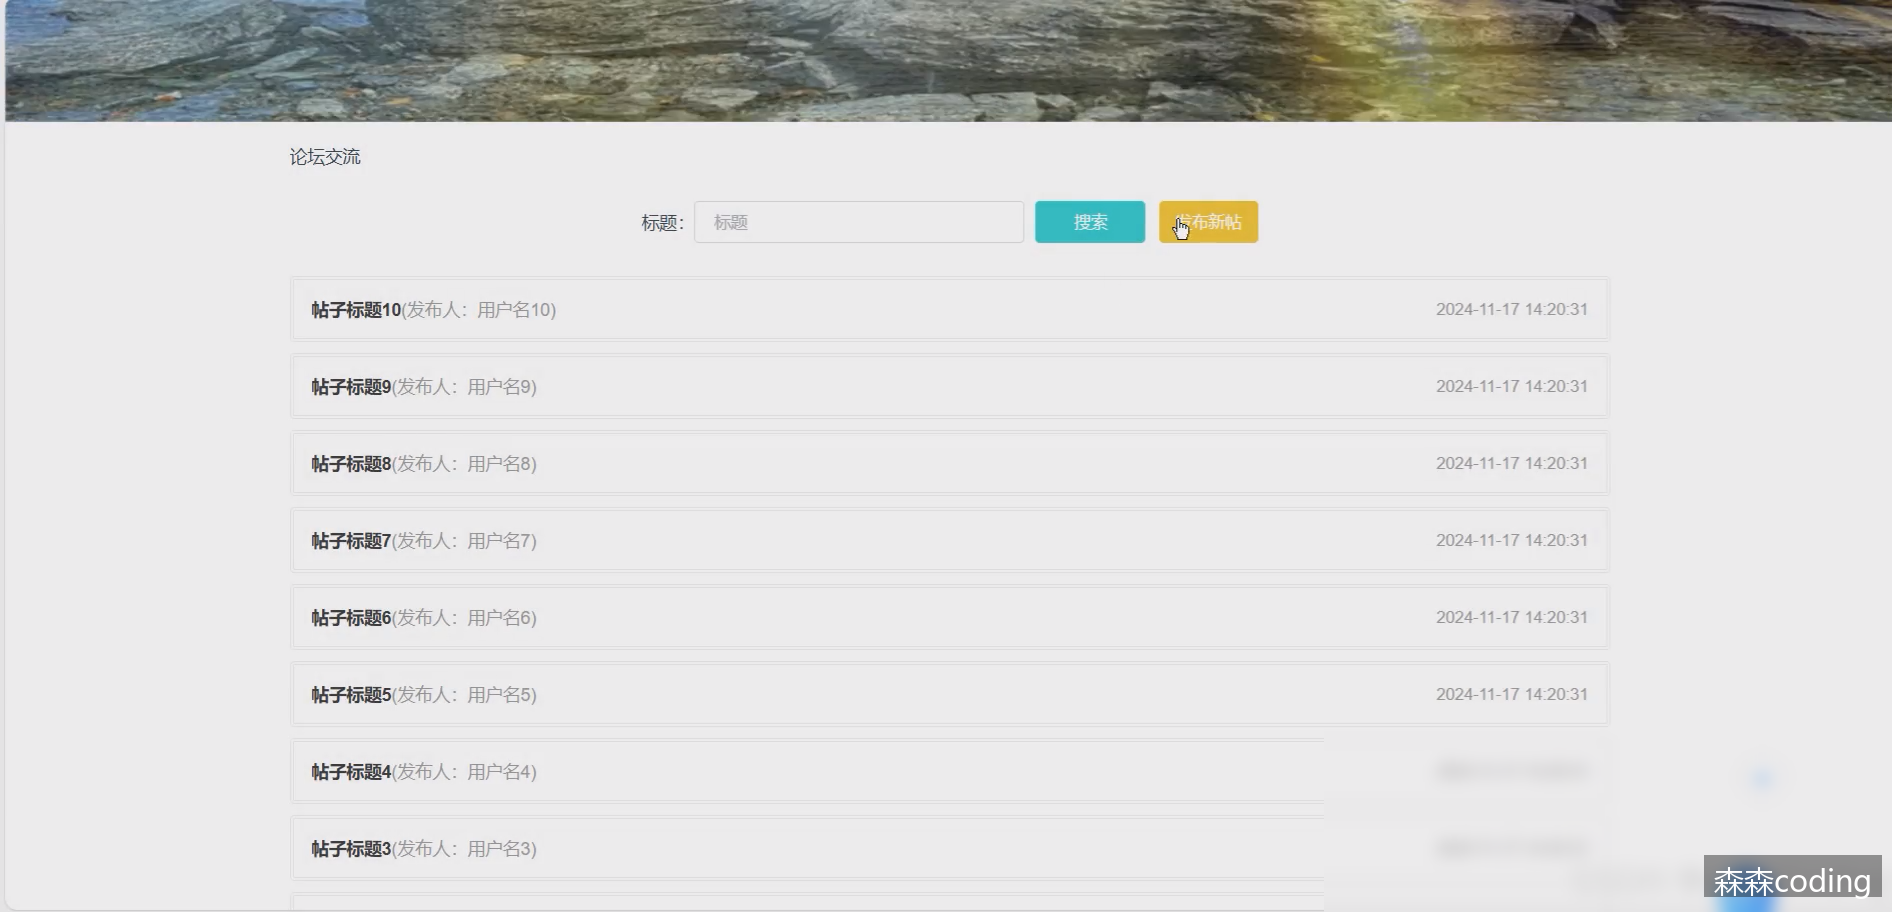 论坛交流
标题： 标题 搜索 发布新帖
帖子标题10(发布人：用户名10) 2024-11-17 14:20:31
帖子标题9(发布人：用户名9) 2024-11-17 14:20:31
帖子标题8(发布人：用户名8) 2024-11-17 14:20:31
帖子标题7(发布人：用户名7) 2024-11-17 14:20:31
帖子标题6(发布人：用户名6) 2024-11-17 14:20:31
帖子标题5(发布人：用户名5) 2024-11-17 14:20:31
帖子标题4(发布人：用户名4)
帖子标题3(发布人：用户名3)
森森coding